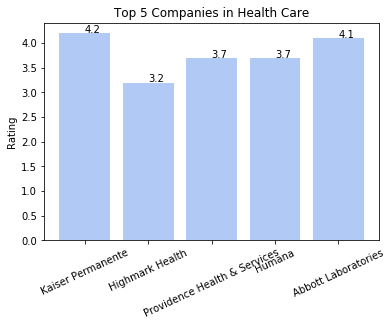 Top 5 Companies in Health Care
4.2
3.2
3.7
3.7
4.1
Rating
4.0
3.5
3.0
2.5
2.0
1.5
1.0
0.5
0.0
Kaiser Permanente
Highmark Health
Providence Health & Services
Humana
Abbott Laboratories